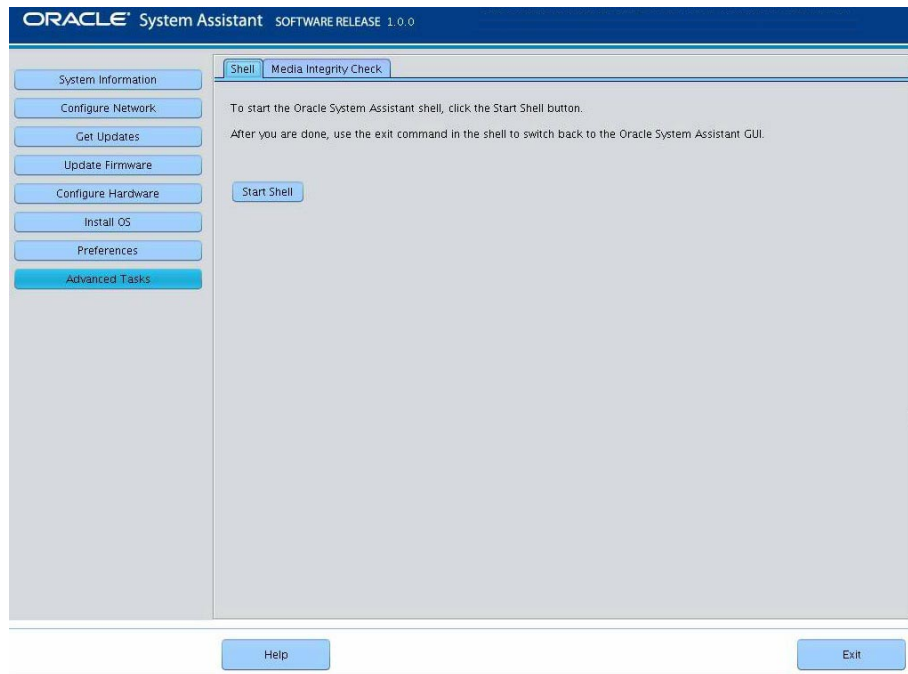 ORACLE® System Assistant SOFTWARE RELEASE 1.0.0
System Information
Configure Network
Get Updates
Update Firmware
Configure Hardware
Install OS
Preferences
Advanced Tasks
Shell Media Integrity Check
To start the Oracle System Assistant shell, click the Start Shell button.
After you are done, use the exit command in the shell to switch back to the Oracle System Assistant GUI.
Start Shell
Help Exit